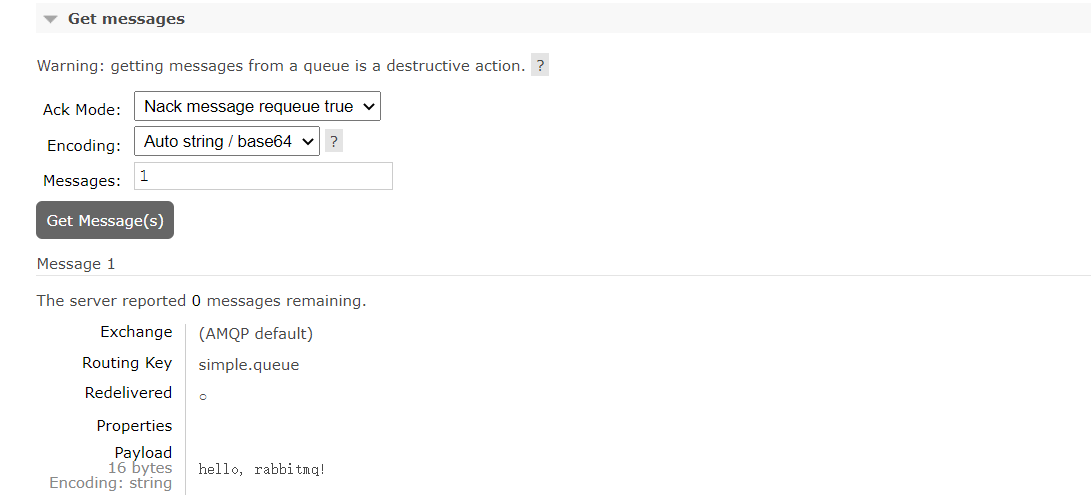 Get messages
Warning: getting messages from a queue is a destructive action. ?
Ack Mode: Nack message requeue true
Encoding: Auto string / base64 ?
Messages: 1
Get Message(s)
Message 1
The server reported 0 messages remaining.
Exchange (AMQP default)
Routing Key simple.queue
Redelivered ○
Properties
Payload
16 bytes hello, rabbitmq!
Encoding: string